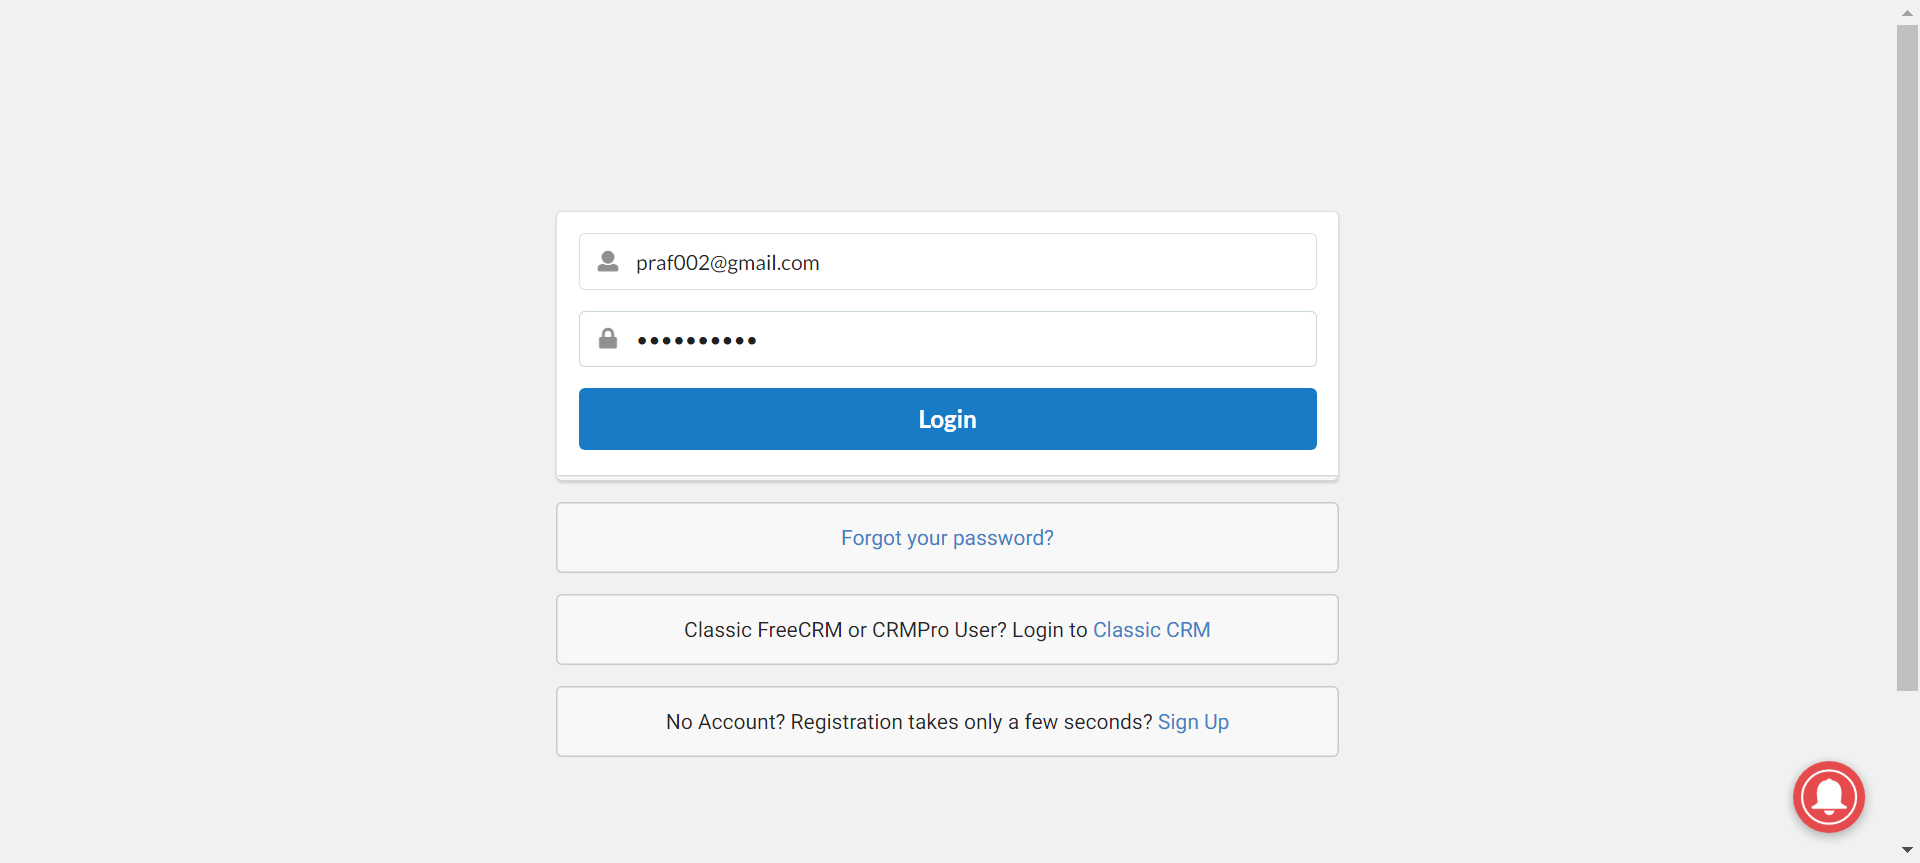 praf002@gmail.com
••••••••••
Login
Forgot your password?
Classic FreeCRM or CRMPro User? Login to Classic CRM
No Account? Registration takes only a few seconds? Sign Up